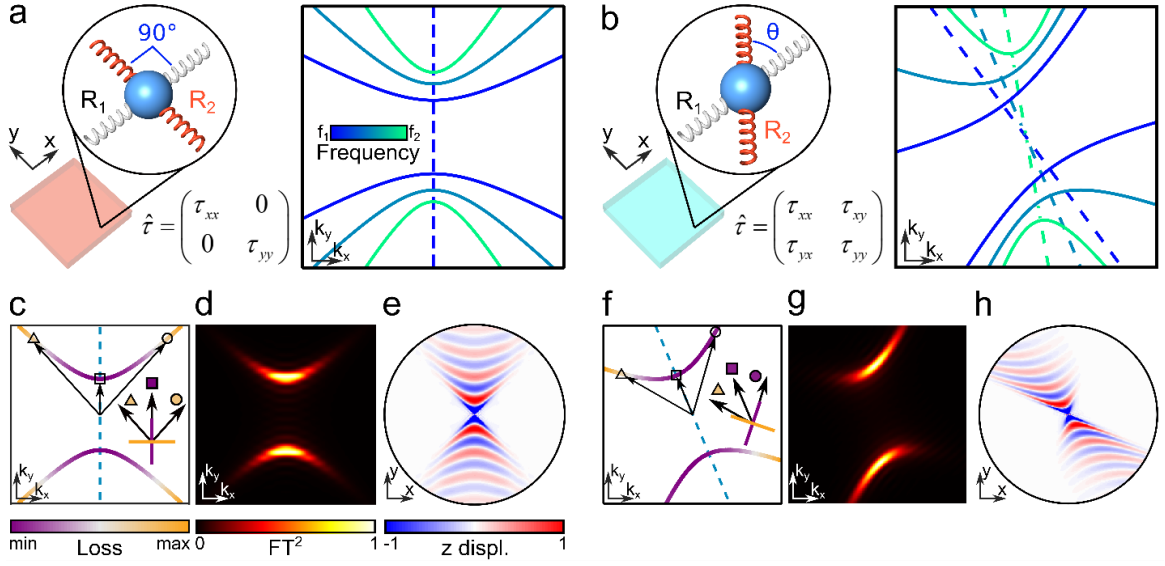 a
90°
R₁
R₂
y
x
τ̂ = ( τxx 0
0 τyy )
f₁ f₂
Frequency
ky
kx
b
θ
R₁
R₂
y
x
τ̂ = ( τxx τxy
τyx τyy )
ky
kx
c
ky
kx
min Loss max
d
ky
kx
0 FT² 1
e
y
x
-1 z displ. 1
f
ky
kx
g
ky
kx
h
y
x